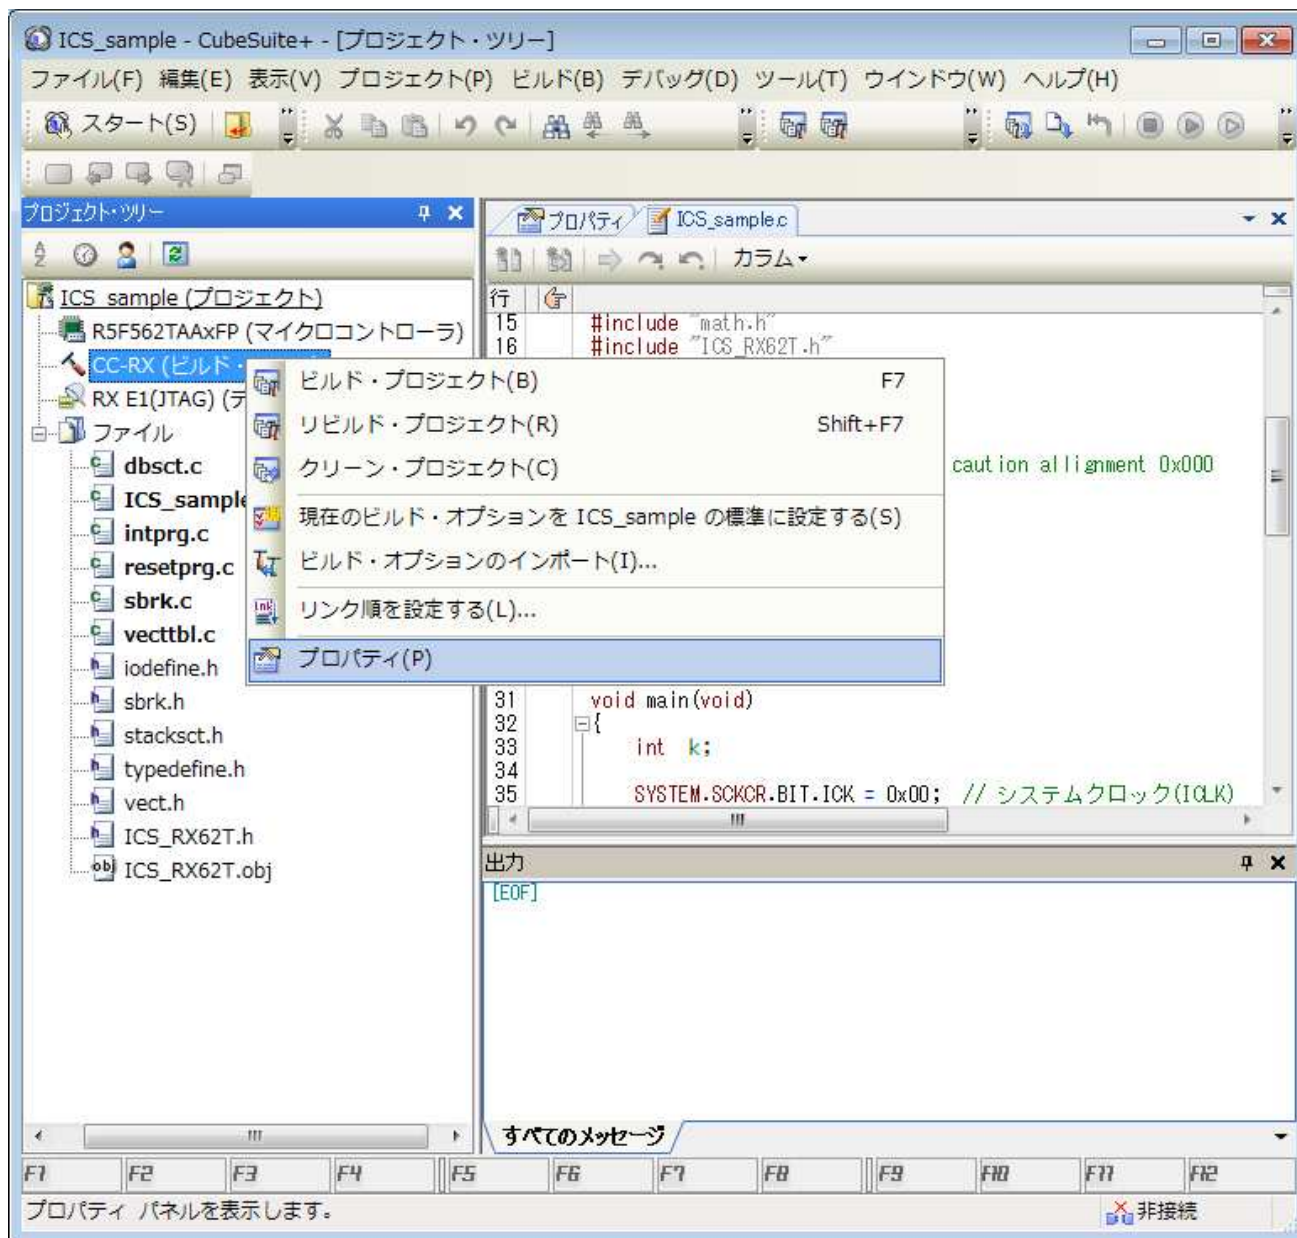 ICS_sample - CubeSuite+ - [プロジェクト・ツリー]
ファイル(F) 編集(E) 表示(V) プロジェクト(P) ビルド(B) デバッグ(D) ツール(T) ウインドウ(W) ヘルプ(H)
スタート(S)
プロジェクト・ツリー
ICS_sample (プロジェクト)
R5F562TAAxFP (マイクロコントローラ)
CC-RX (ビルド・
RX E1(JTAG) (デ
ファイル
dbsct.c
ICS_sample
intprg.c
resetprg.c
sbrk.c
vecttbl.c
iodefine.h
sbrk.h
stacksct.h
typedefine.h
vect.h
ICS_RX62T.h
ICS_RX62T.obj
プロパティ ICS_sample.c
カラム
行
15 #include "math.h"
16 #include "ICS_RX62T.h"
caution allignment 0x000
ビルド・プロジェクト(B) F7
リビルド・プロジェクト(R) Shift+F7
クリーン・プロジェクト(C)
現在のビルド・オプションを ICS_sample の標準に設定する(S)
ビルド・オプションのインポート(I)...
リンク順を設定する(L)...
プロパティ(P)
31 void main(void)
32 {
33 int k;
34
35 SYSTEM.SCKCR.BIT.ICK = 0x00; // システムクロック(ICLK)
出力
[EOF]
すべてのメッセージ
F1 F2 F3 F4 F5 F6 F7 F8 F9 F10 F11 F12
プロパティ パネルを表示します。
非接続